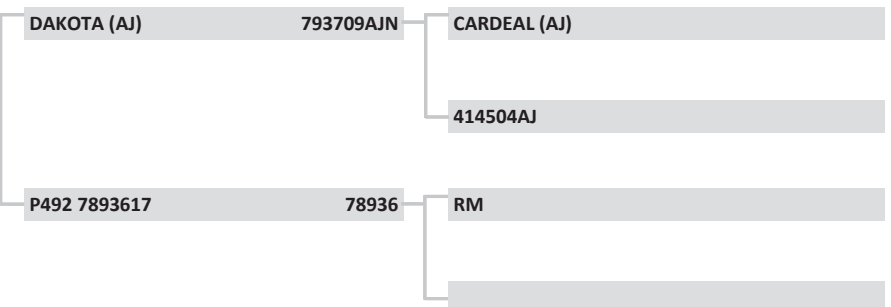 DAKOTA (AJ) 793709AJN
CARDEAL (AJ)
414504AJ
P492 7893617 78936
RM